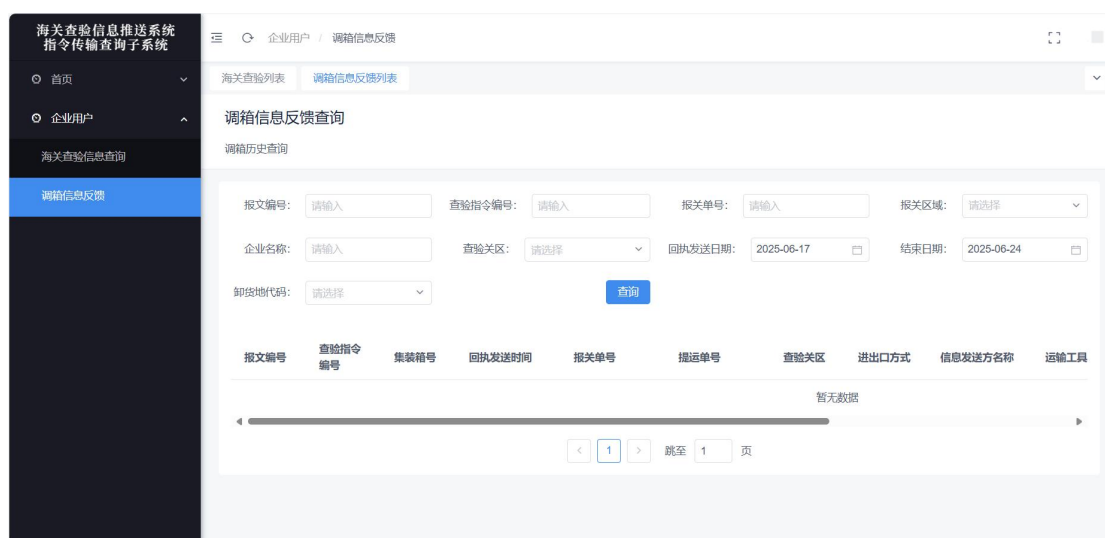 海关查验信息推送系统
指令传输查询子系统
企业用户 / 调箱信息反馈
首页
企业用户
海关查验信息查询
调箱信息反馈
海关查验列表 调箱信息反馈列表
调箱信息反馈查询
调箱历史查询
报文编号: 请输入 查验指令编号: 请输入 报关单号: 请输入 报关区域: 请选择
企业名称: 请输入 查验关区: 请选择 回执发送日期: 2025-06-17 结束日期: 2025-06-24
卸货地代码: 请选择 查询
报文编号 查验指令编号 集装箱号 回执发送时间 报关单号 提运单号 查验关区 进出口方式 信息发送方名称 运输工具
暂无数据
< 1 > 跳至 1 页